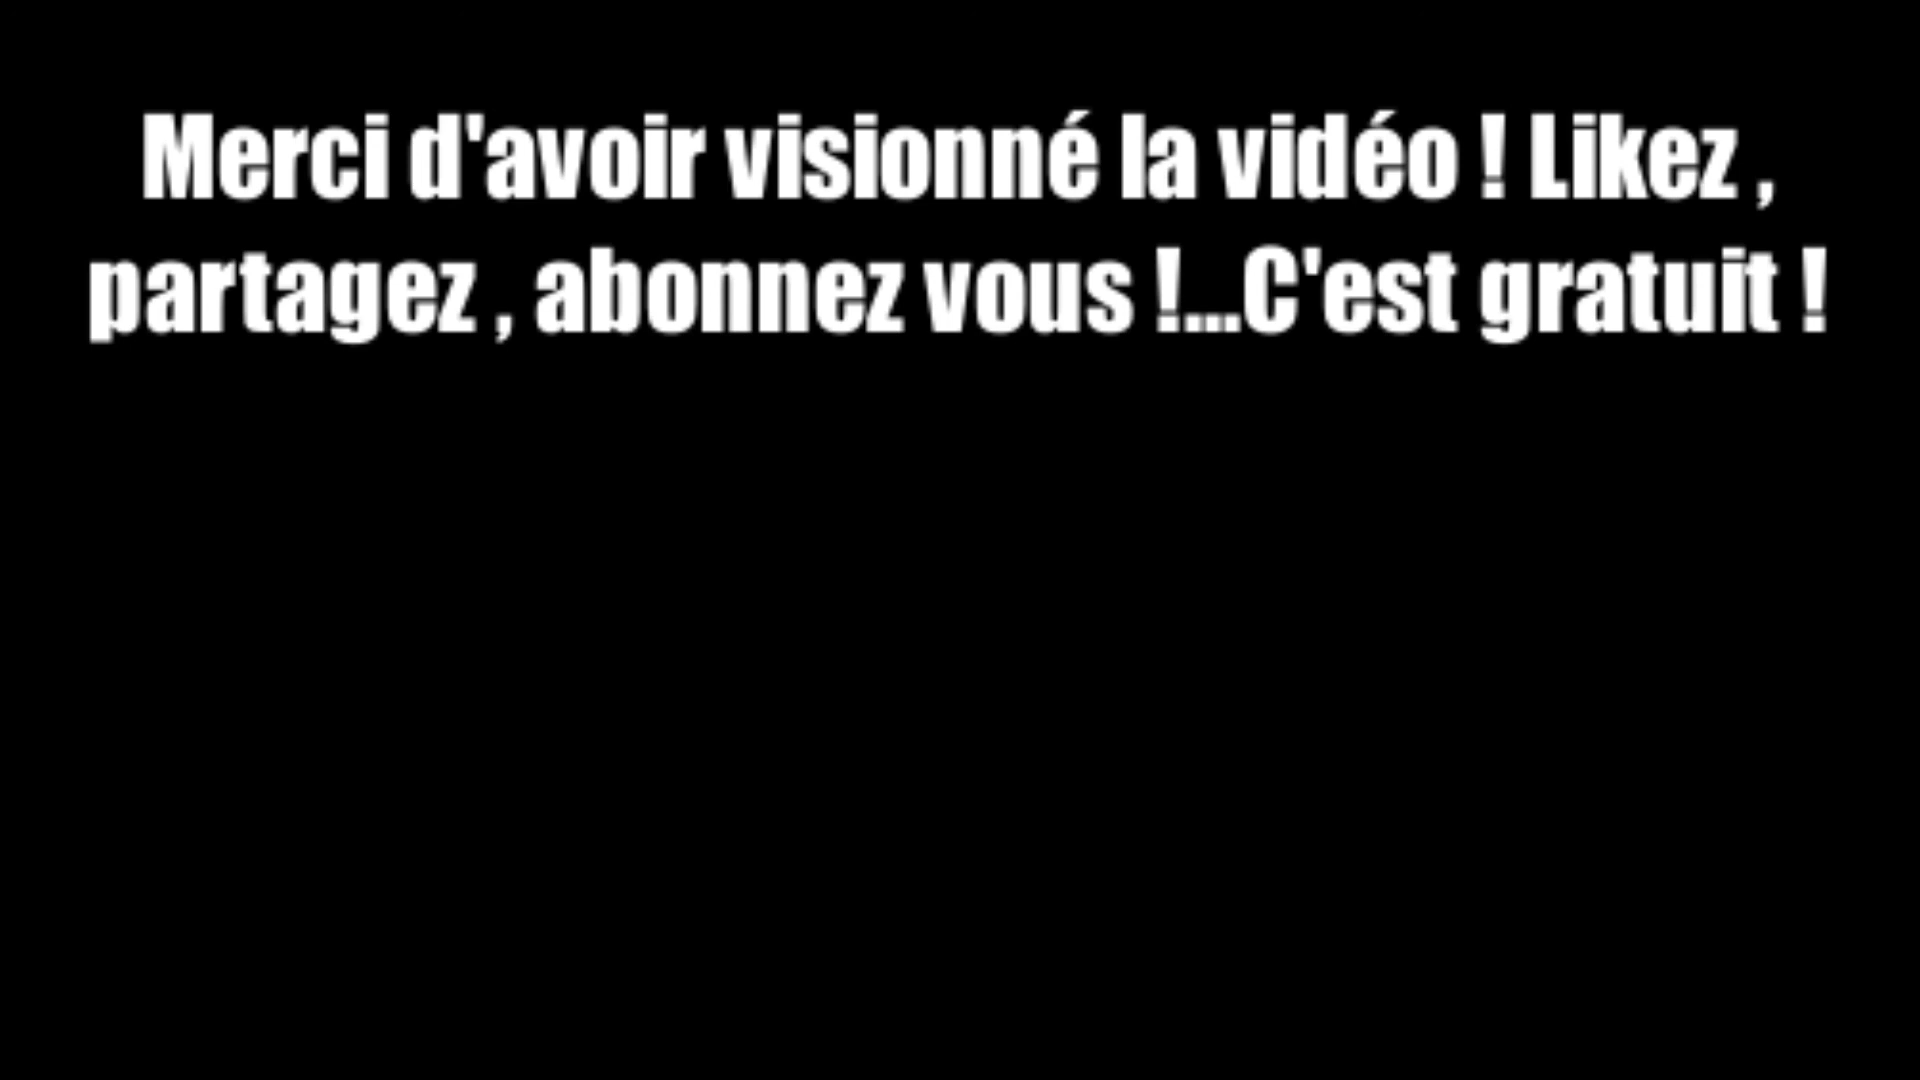 Merci d'avoir visionné la vidéo ! Likez ,
partagez , abonnez vous !...C'est gratuit !